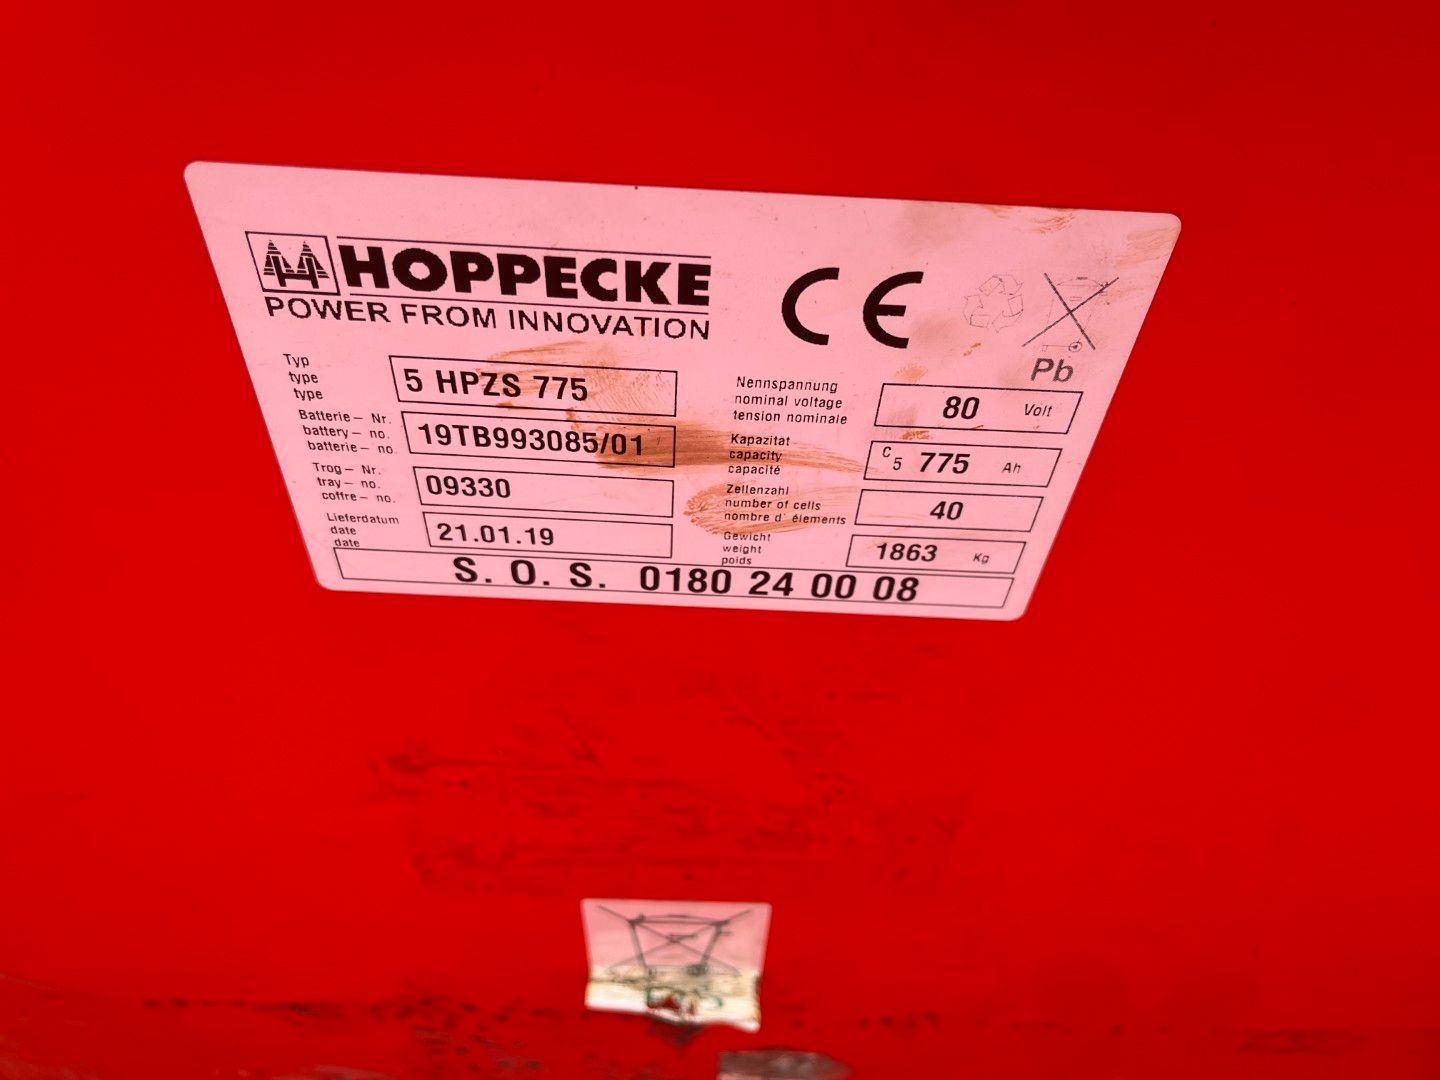 HOPPECKE
POWER FROM INNOVATION
CE
Pb
Typ
type
type
5 HPZS 775
Batterie – Nr.
battery – no.
batterie – no.
19TB993085/01
Trog – Nr.
tray – no.
coffre – no.
09330
Lieferdatum
date
date
21.01.19
Nennspannung
nominal voltage
tension nominale
80 Volt
Kapazitat
capacity
capacité
C5 775 Ah
Zellenzahl
number of cells
nombre d' élements
40
Gewicht
weight
poids
1863 Kg
S. O. S. 0180 24 00 08